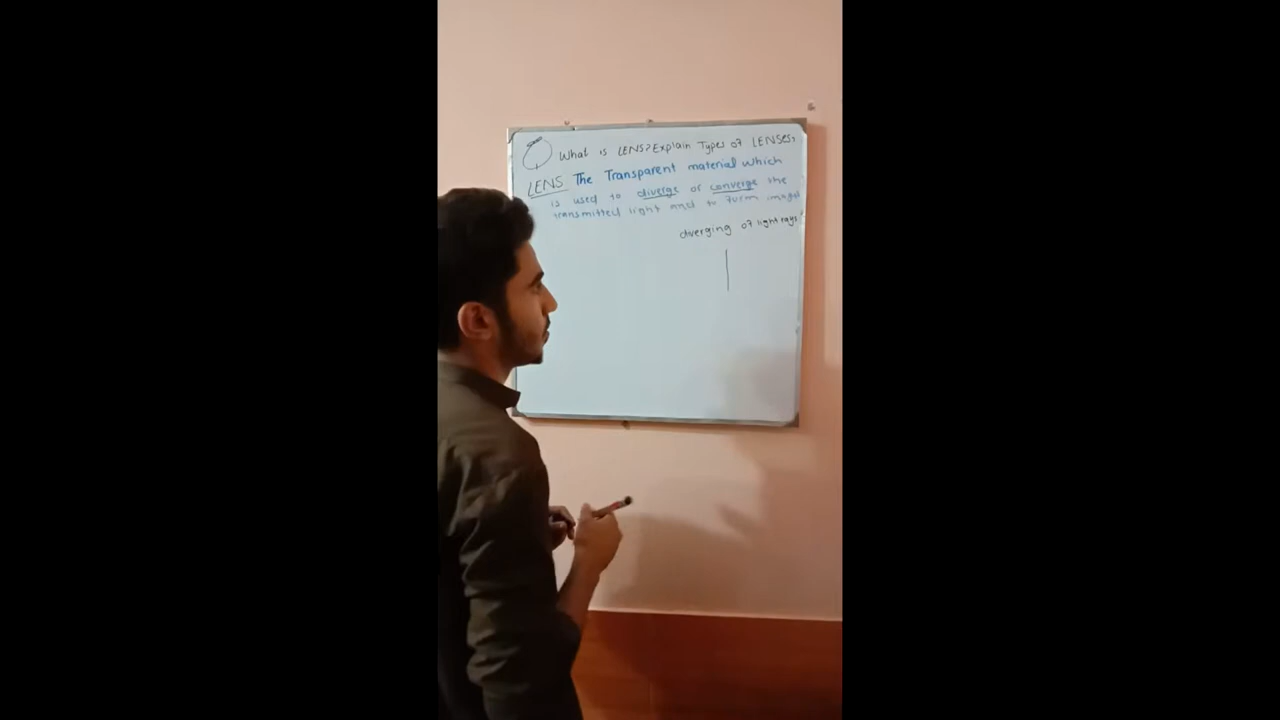 What is LENS? Explain Types of LENSES,
LENS The Transparent material which
is used to diverge or converge the
transmitted light and to form images
diverging of light rays